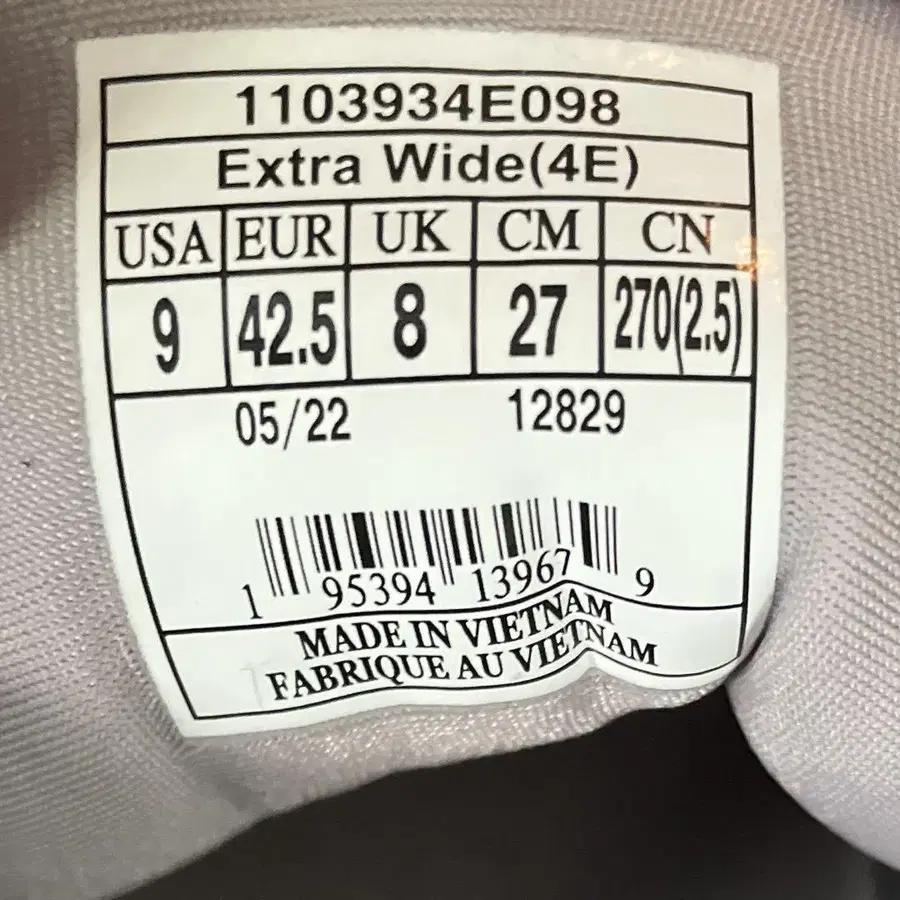 1103934E098
Extra Wide(4E)
USA EUR UK CM CN
9 42.5 8 27 270(2.5)
05/22 12829
1 95394 13967 9
MADE IN VIETNAM
FABRIQUE AU VIETNAM